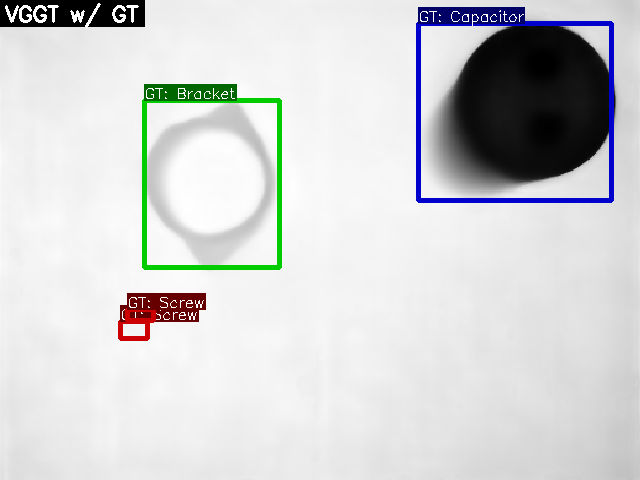 VGGT w/ GT
GT: Capacitor
GT: Bracket
GT: Screw
Screw